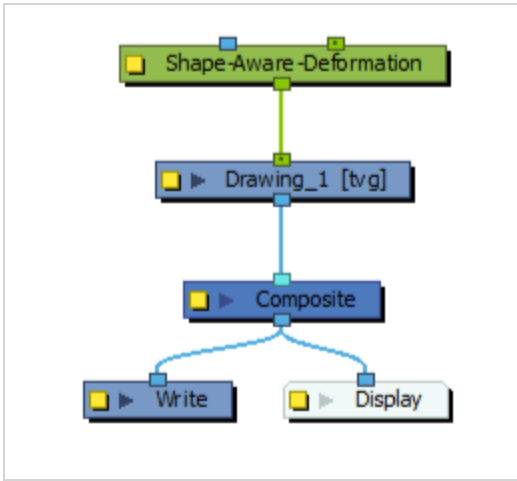 Shape-Aware-Deformation
Drawing_1 [tvg]
Composite
Write
Display